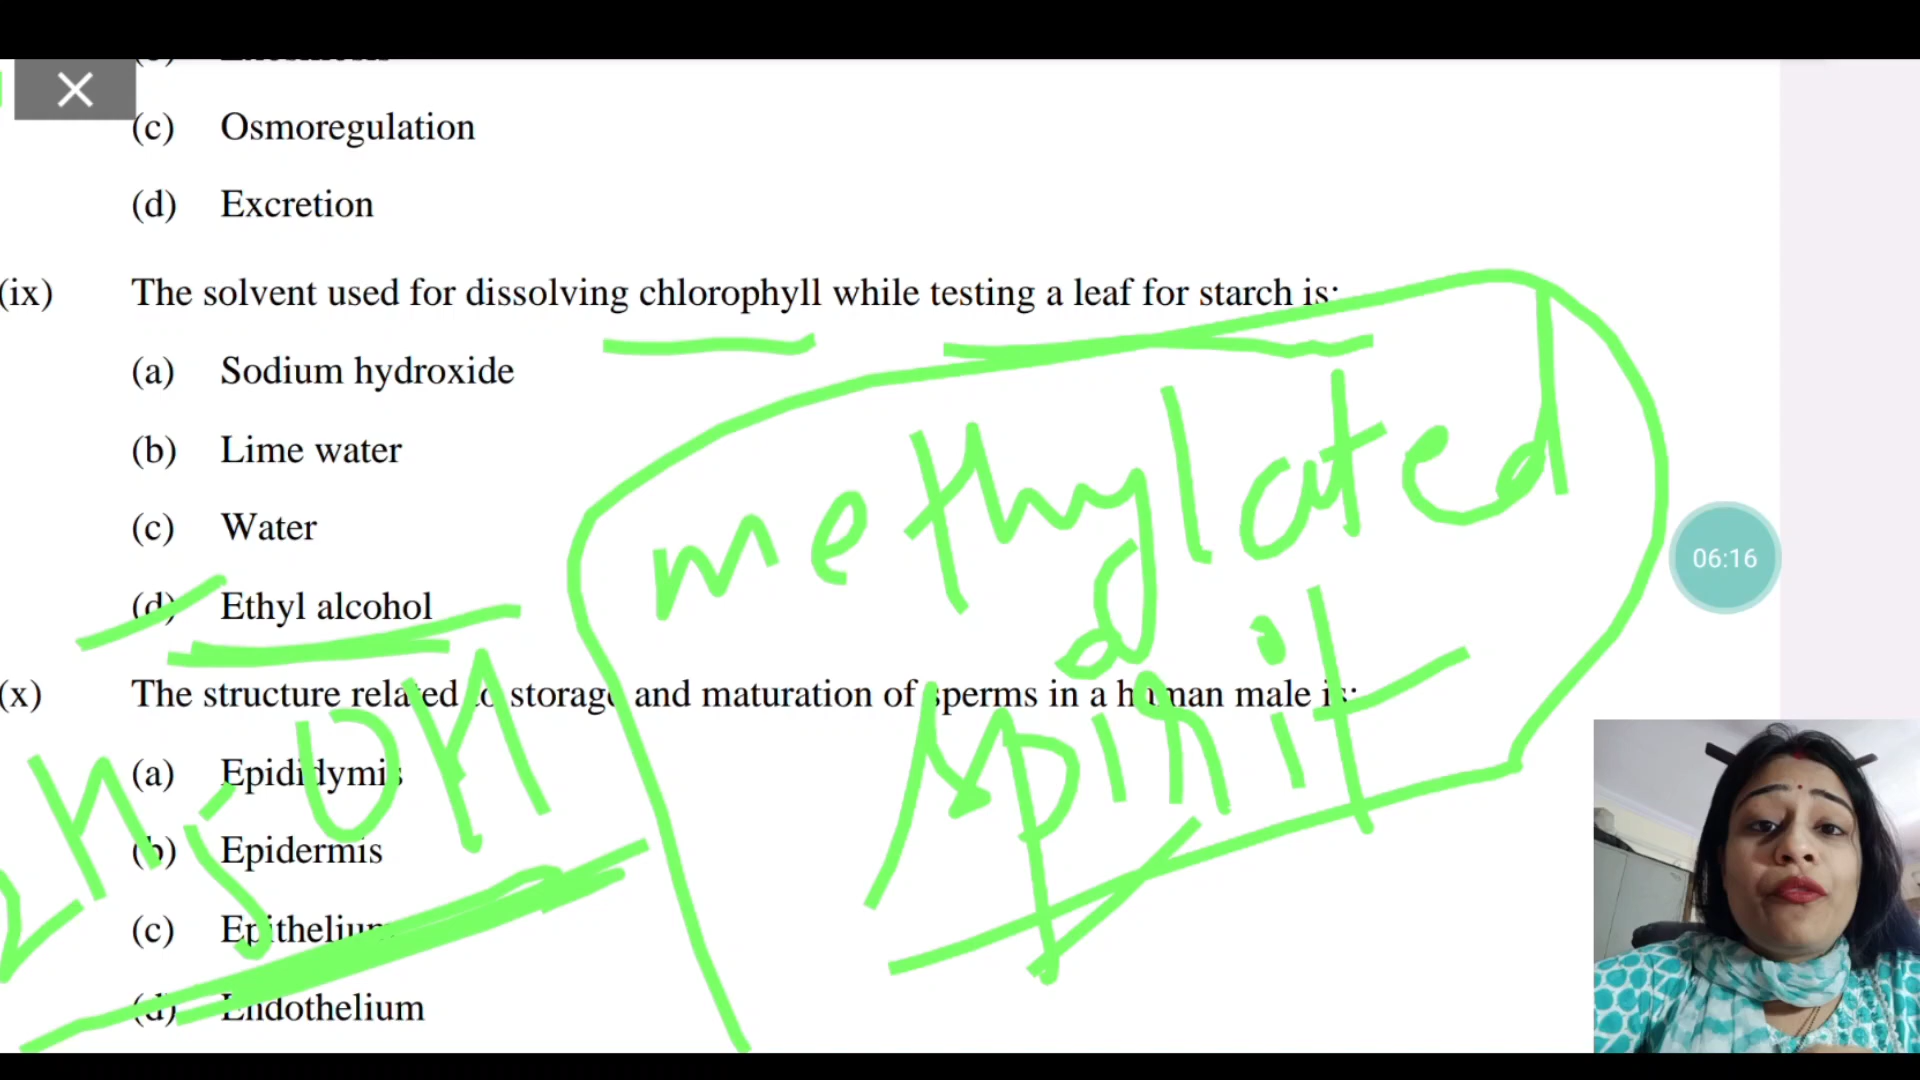 (c) Osmoregulation
(d) Excretion
(ix) The solvent used for dissolving chlorophyll while testing a leaf for starch is:
(a) Sodium hydroxide
(b) Lime water
(c) Water
(d) Ethyl alcohol
methylated
spirit
06:16
(x) The structure related to storage and maturation of sperms in a human male is:
2H5OH
(a) Epididymis
(b) Epidermis
(c) Epithelium
(d) Endothelium